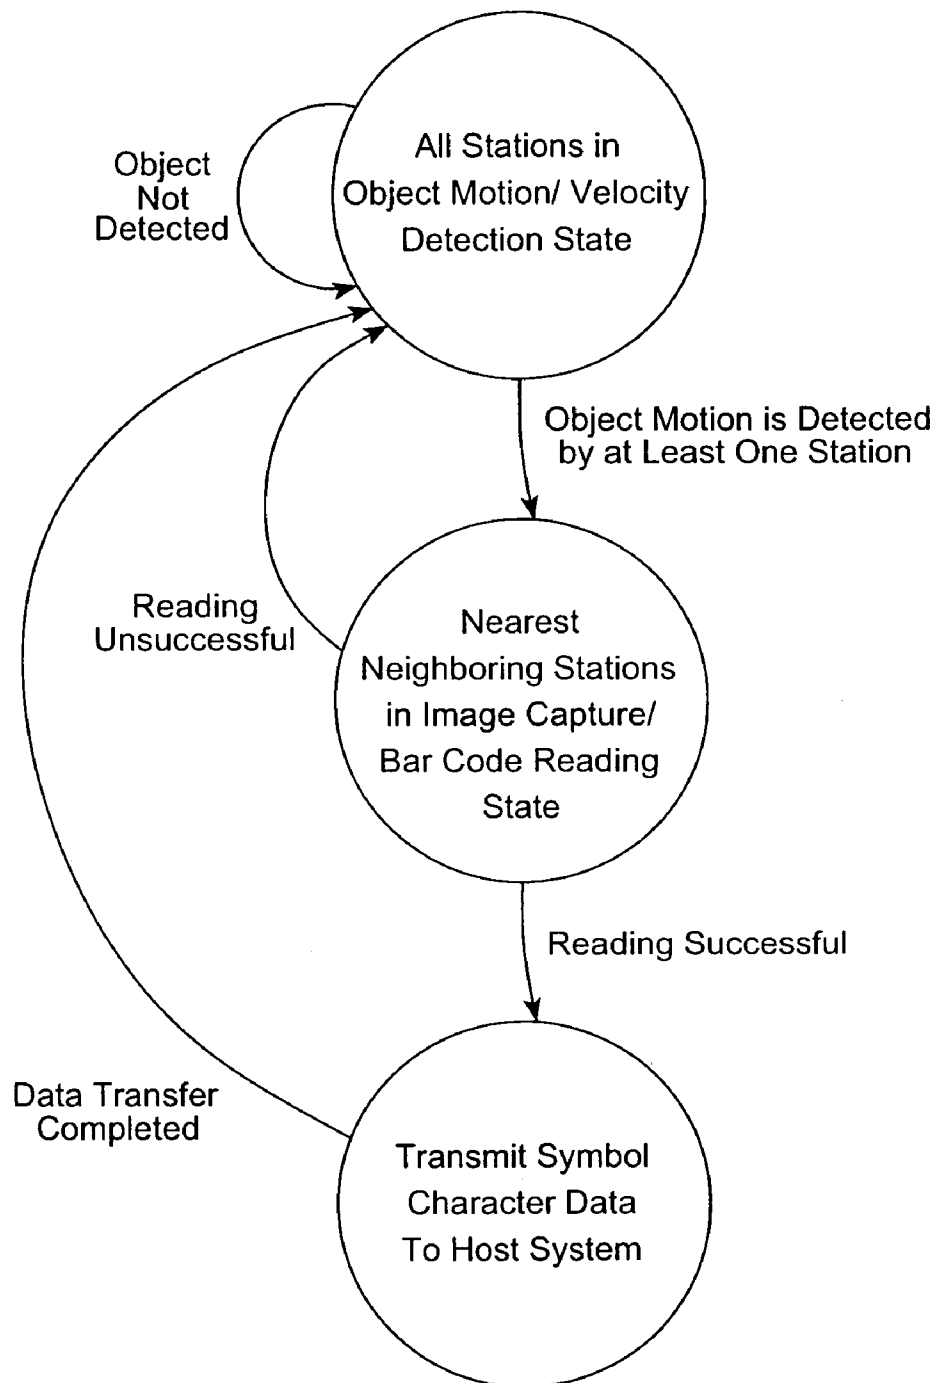 All Stations in
Object Motion/ Velocity
Detection State
Object
Not
Detected
Object Motion is Detected
by at Least One Station
Reading
Unsuccessful
Nearest
Neighboring Stations
in Image Capture/
Bar Code Reading
State
Reading Successful
Data Transfer
Completed
Transmit Symbol
Character Data
To Host System